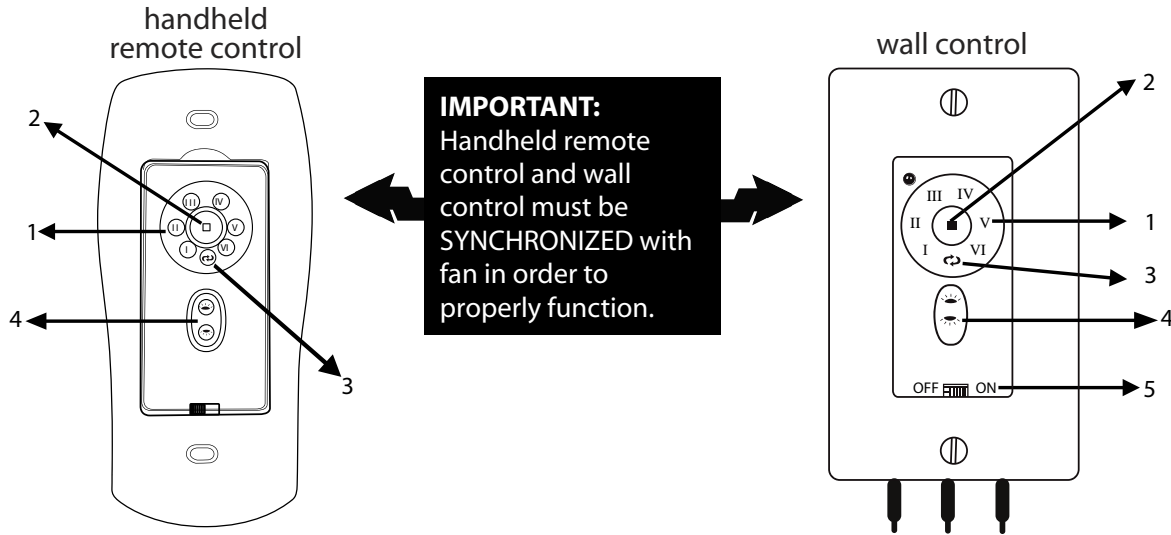 handheld
remote control
2
1
4
3
III IV
II V
I VI
IMPORTANT:
Handheld remote
control and wall
control must be
SYNCHRONIZED with
fan in order to
properly function.
wall control
2
1
3
4
5
III IV
II V
I VI
OFF ON